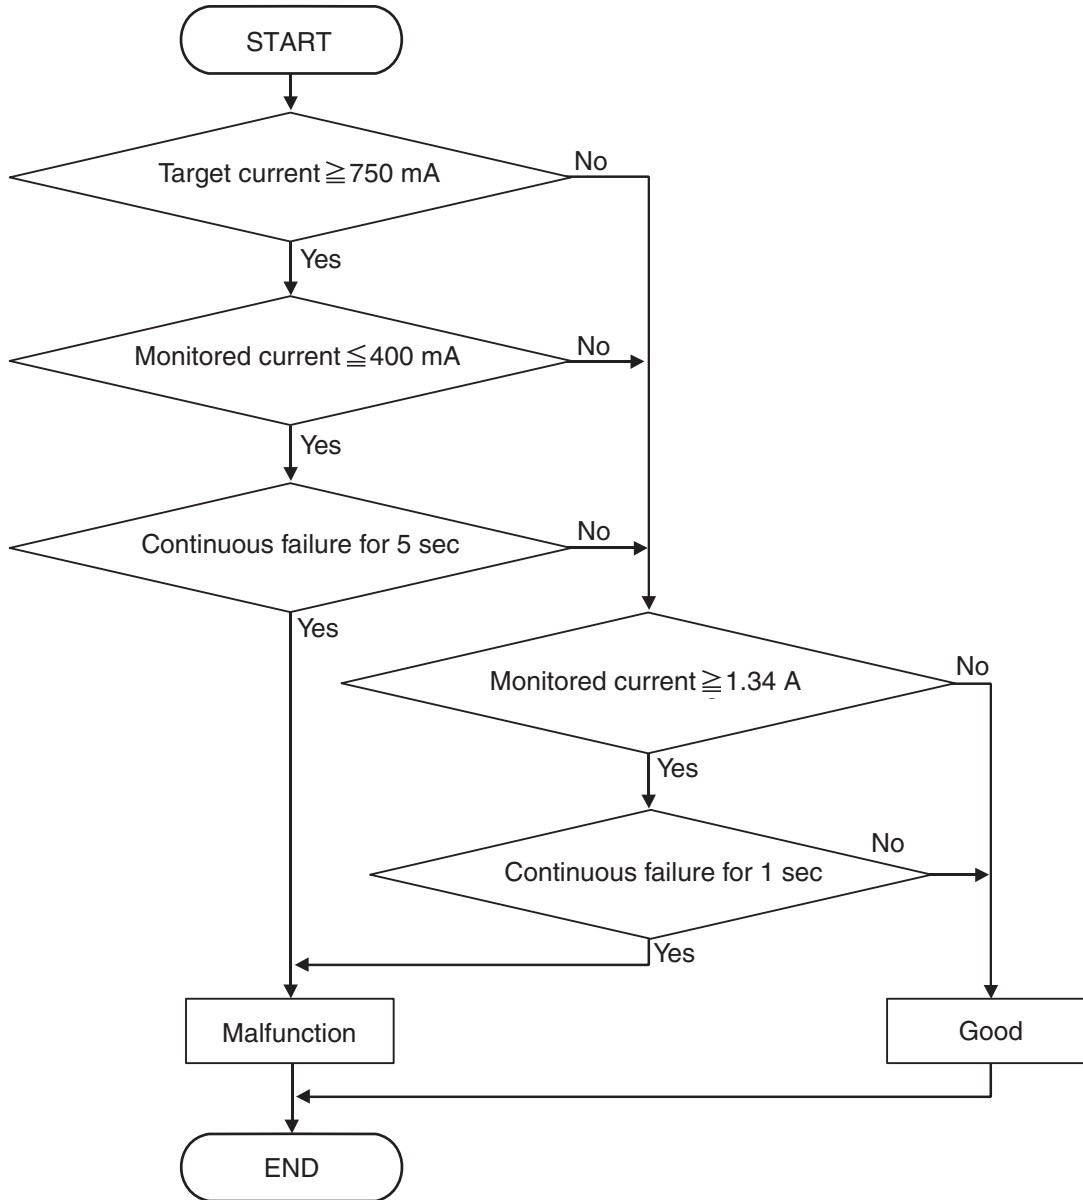 START
Target current ≧ 750 mA
No
Yes
Monitored current ≦ 400 mA
No
Yes
Continuous failure for 5 sec
No
Yes
Monitored current ≧ 1.34 A
No
Yes
Continuous failure for 1 sec
No
Yes
Malfunction
Good
END